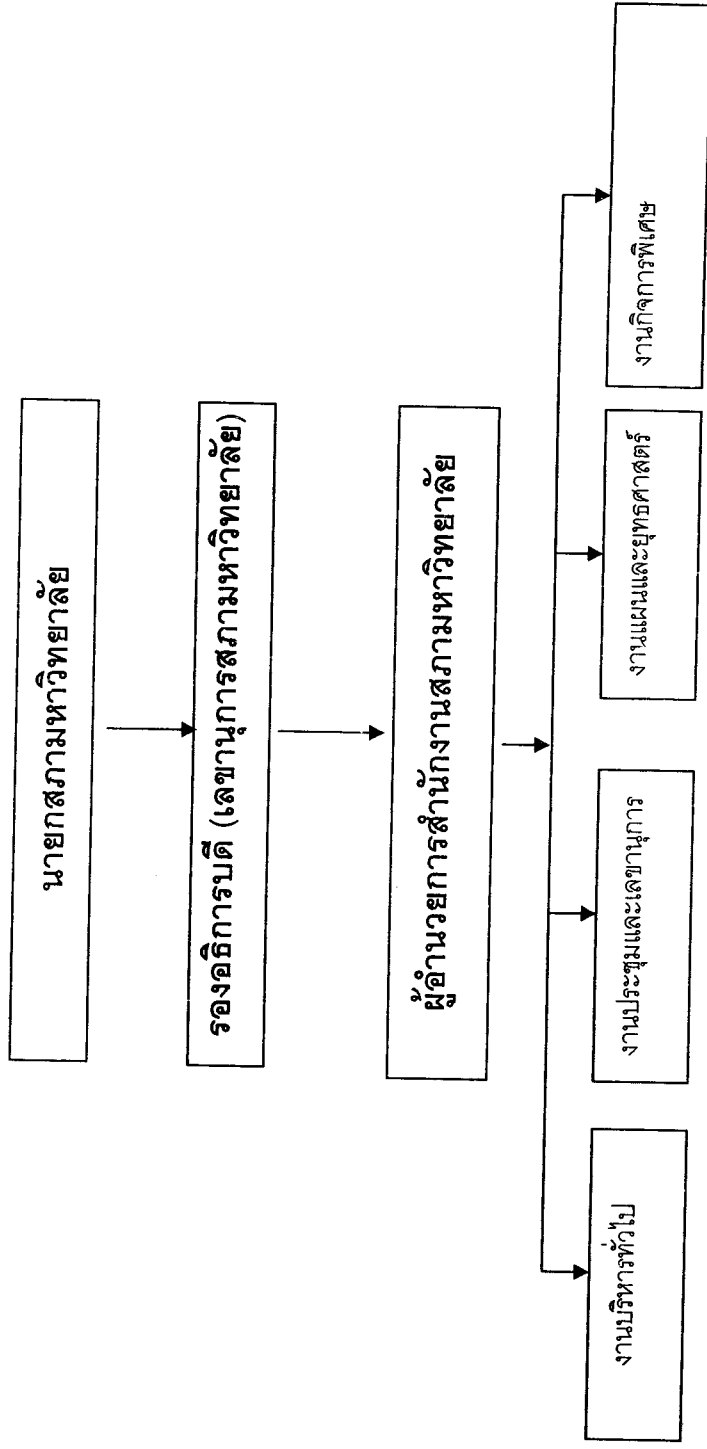 นายกสภามหาวิทยาลัย
รองอธิการบดี (เลขานุการสภามหาวิทยาลัย)
ผู้อำนวยการสำนักงานสภามหาวิทยาลัย
งานบริหารทั่วไป
งานประชุมและเลขานุการ
งานแผนและยุทธศาสตร์
งานกิจการพิเศษ